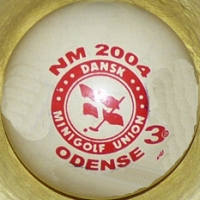 NM 2004
DANSK
MINIGOLF UNION
ODENSE 3